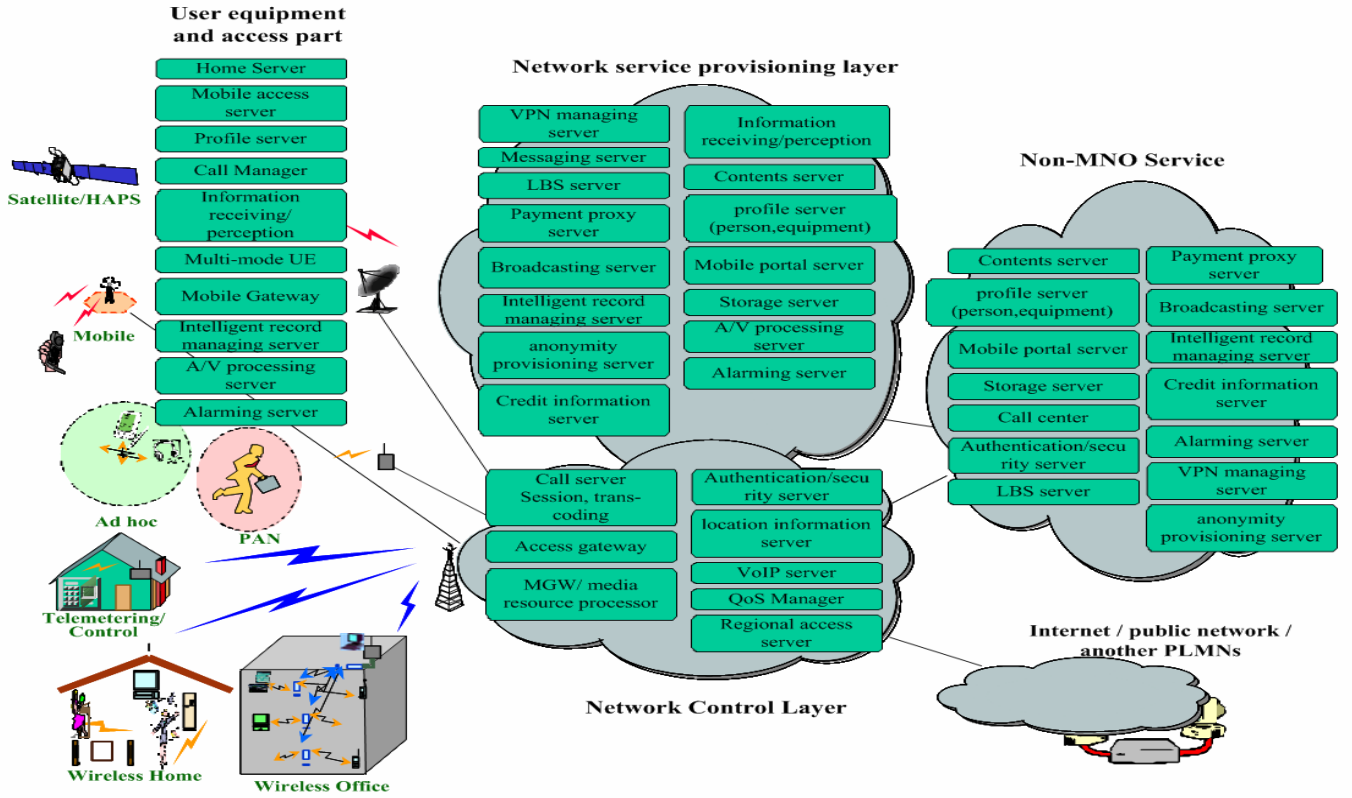 User equipment
and access part
Home Server
Mobile access
server
Profile server
Call Manager
Information
receiving/
perception
Multi-mode UE
Mobile Gateway
Intelligent record
managing server
A/V processing
server
Alarming server
Satellite/HAPS
Mobile
Ad hoc
PAN
Telemetering/
Control
Wireless Home
Wireless Office
Network service provisioning layer
VPN managing
server
Messaging server
LBS server
Payment proxy
server
Broadcasting server
Intelligent record
managing server
anonymity
provisioning server
Credit information
server
Information
receiving/perception
Contents server
profile server
(person,equipment)
Mobile portal server
Storage server
A/V processing
server
Alarming server
Call server
Session, trans-
coding
Access gateway
MGW/ media
resource processor
Authentication/secu
rity server
location information
server
VoIP server
QoS Manager
Regional access
server
Network Control Layer
Non-MNO Service
Contents server
profile server
(person,equipment)
Mobile portal server
Storage server
Call center
Authentication/secu
rity server
LBS server
Payment proxy
server
Broadcasting server
Intelligent record
managing server
Credit information
server
Alarming server
VPN managing
server
anonymity
provisioning server
Internet / public network /
another PLMNs